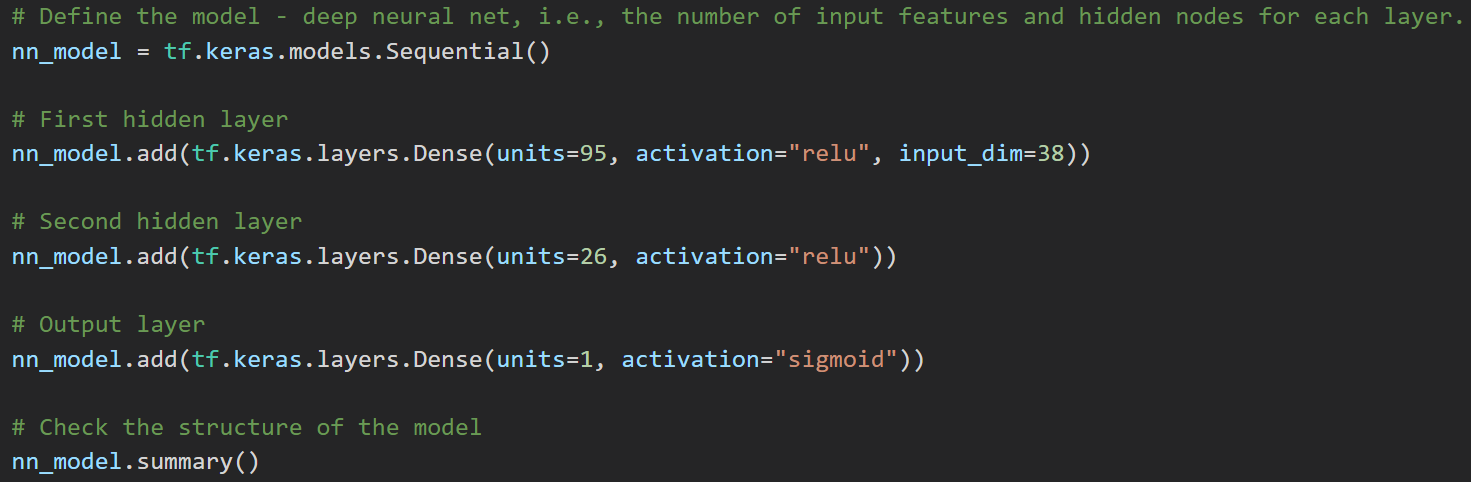 # Define the model - deep neural net, i.e., the number of input features and hidden nodes for each layer.
nn_model = tf.keras.models.Sequential()
# First hidden layer
nn_model.add(tf.keras.layers.Dense(units=95, activation="relu", input_dim=38))
# Second hidden layer
nn_model.add(tf.keras.layers.Dense(units=26, activation="relu"))
# Output layer
nn_model.add(tf.keras.layers.Dense(units=1, activation="sigmoid"))
# Check the structure of the model
nn_model.summary()